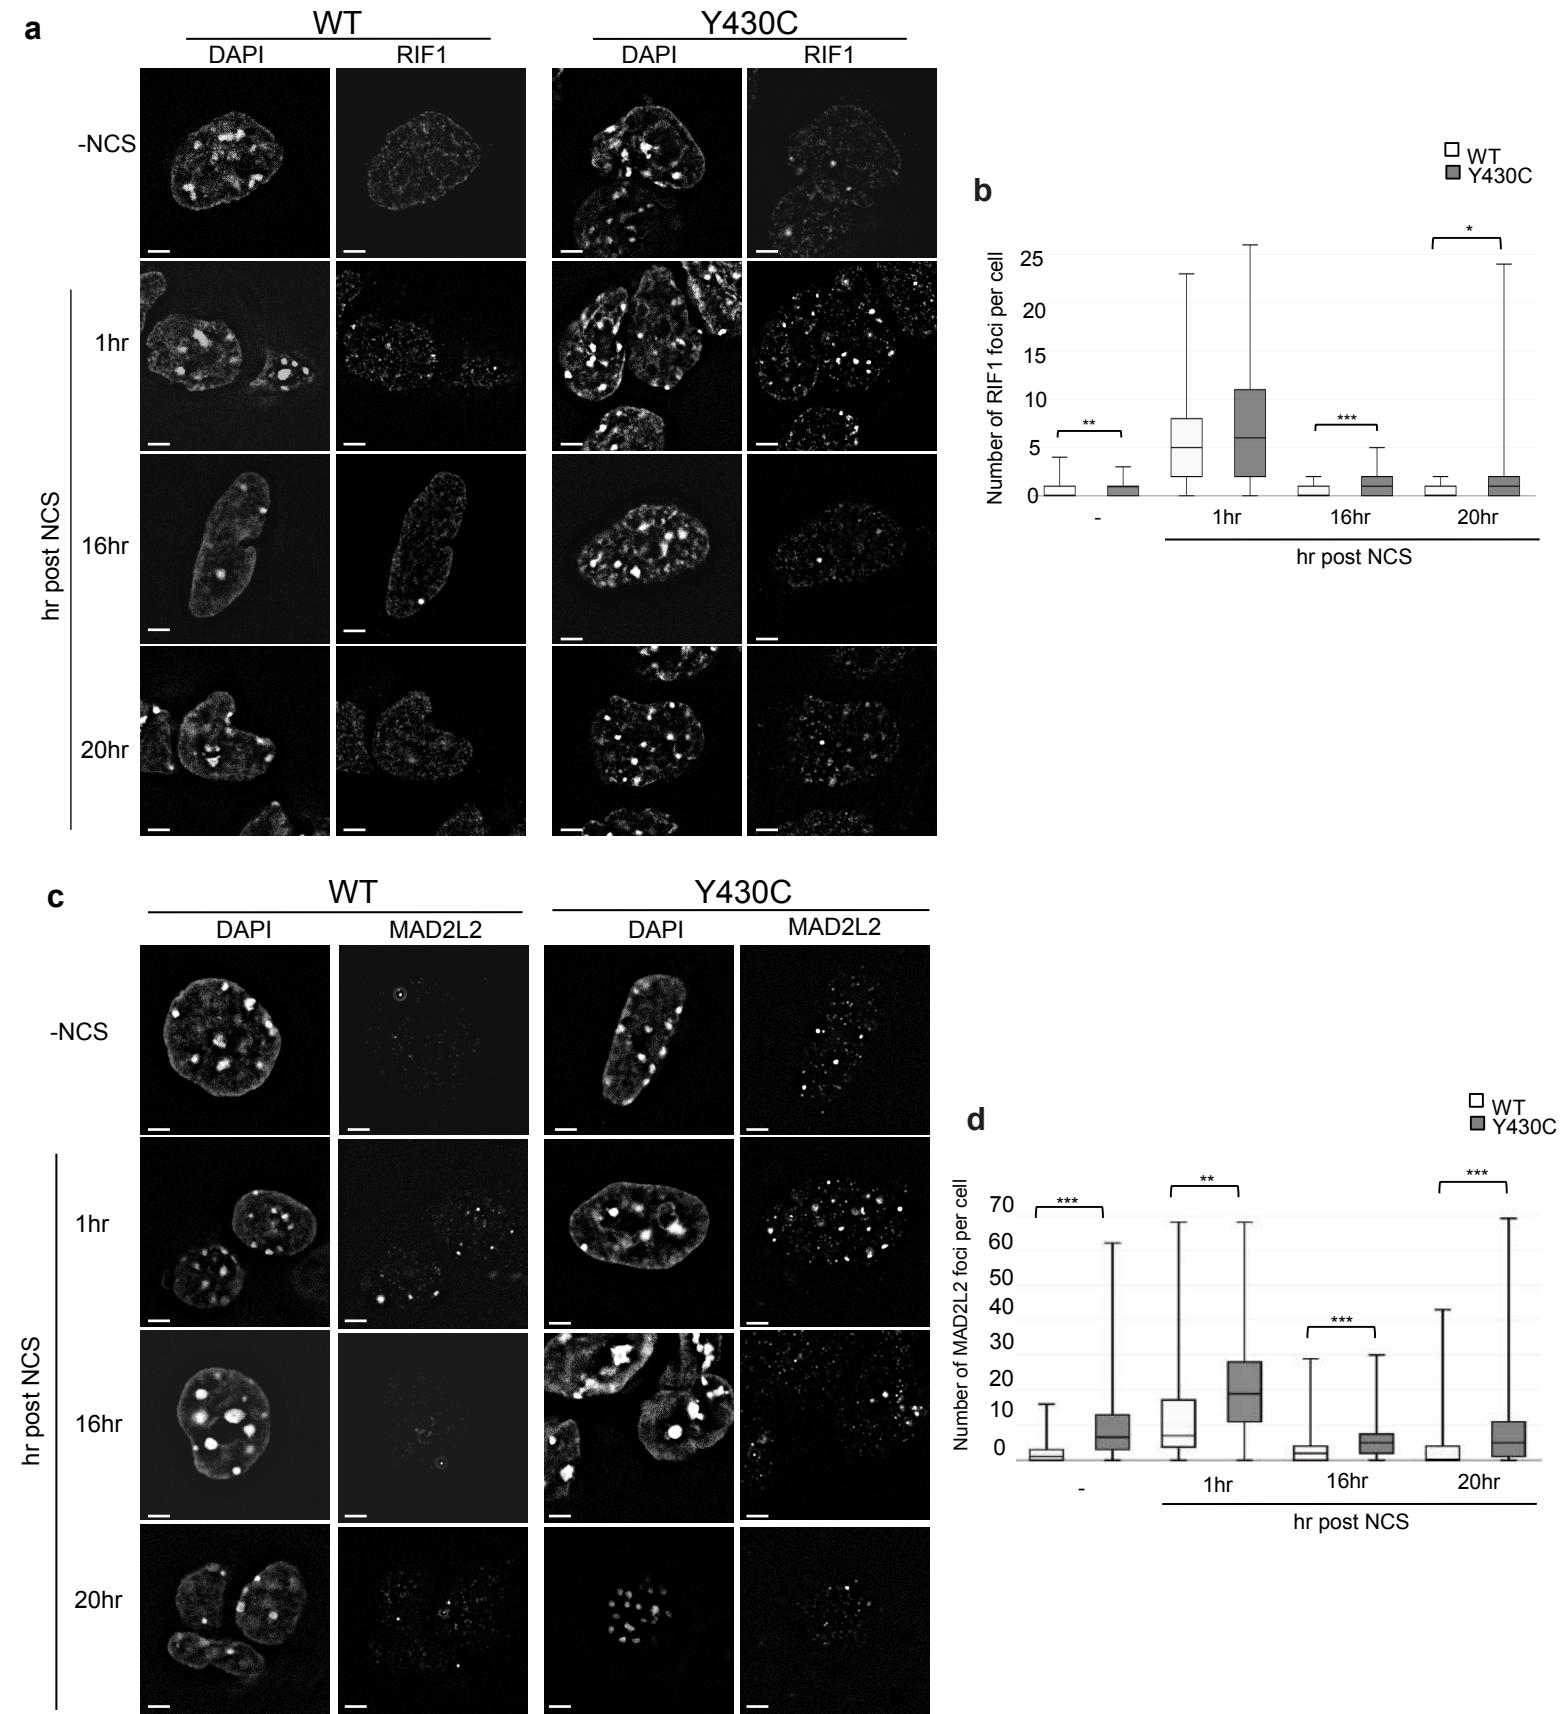 a
WT
Y430C
DAPI
RIF1
DAPI
RIF1
-NCS
1hr
16hr
20hr
hr post NCS
b
WT
Y430C
Number of RIF1 foci per cell
25
20
15
10
5
0
**
***
*
-
1hr
16hr
20hr
hr post NCS
c
WT
Y430C
DAPI
MAD2L2
DAPI
MAD2L2
-NCS
1hr
16hr
20hr
hr post NCS
d
WT
Y430C
Number of MAD2L2 foci per cell
70
60
50
40
30
20
10
0
***
**
***
***
-
1hr
16hr
20hr
hr post NCS